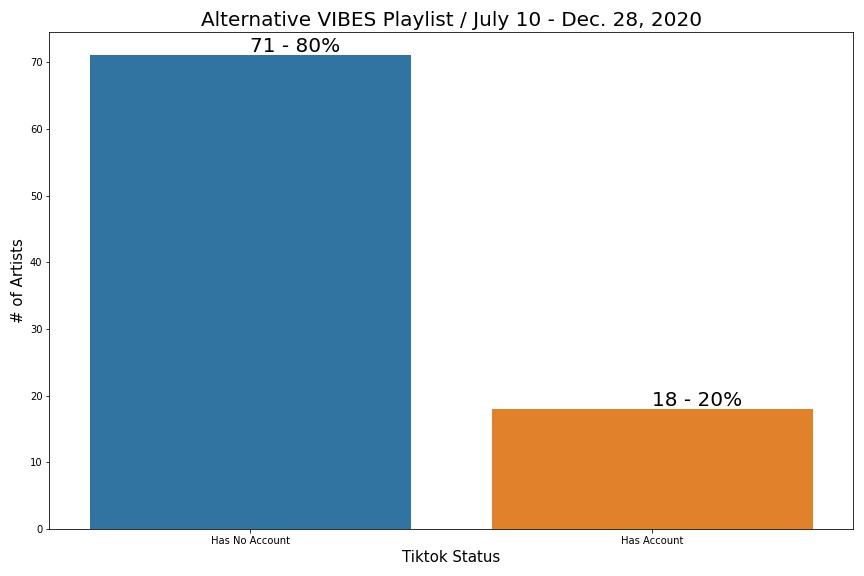 Alternative VIBES Playlist / July 10 - Dec. 28, 2020
71 - 80%
18 - 20%
70
60
50
40
30
20
10
0
# of Artists
Has No Account
Has Account
Tiktok Status